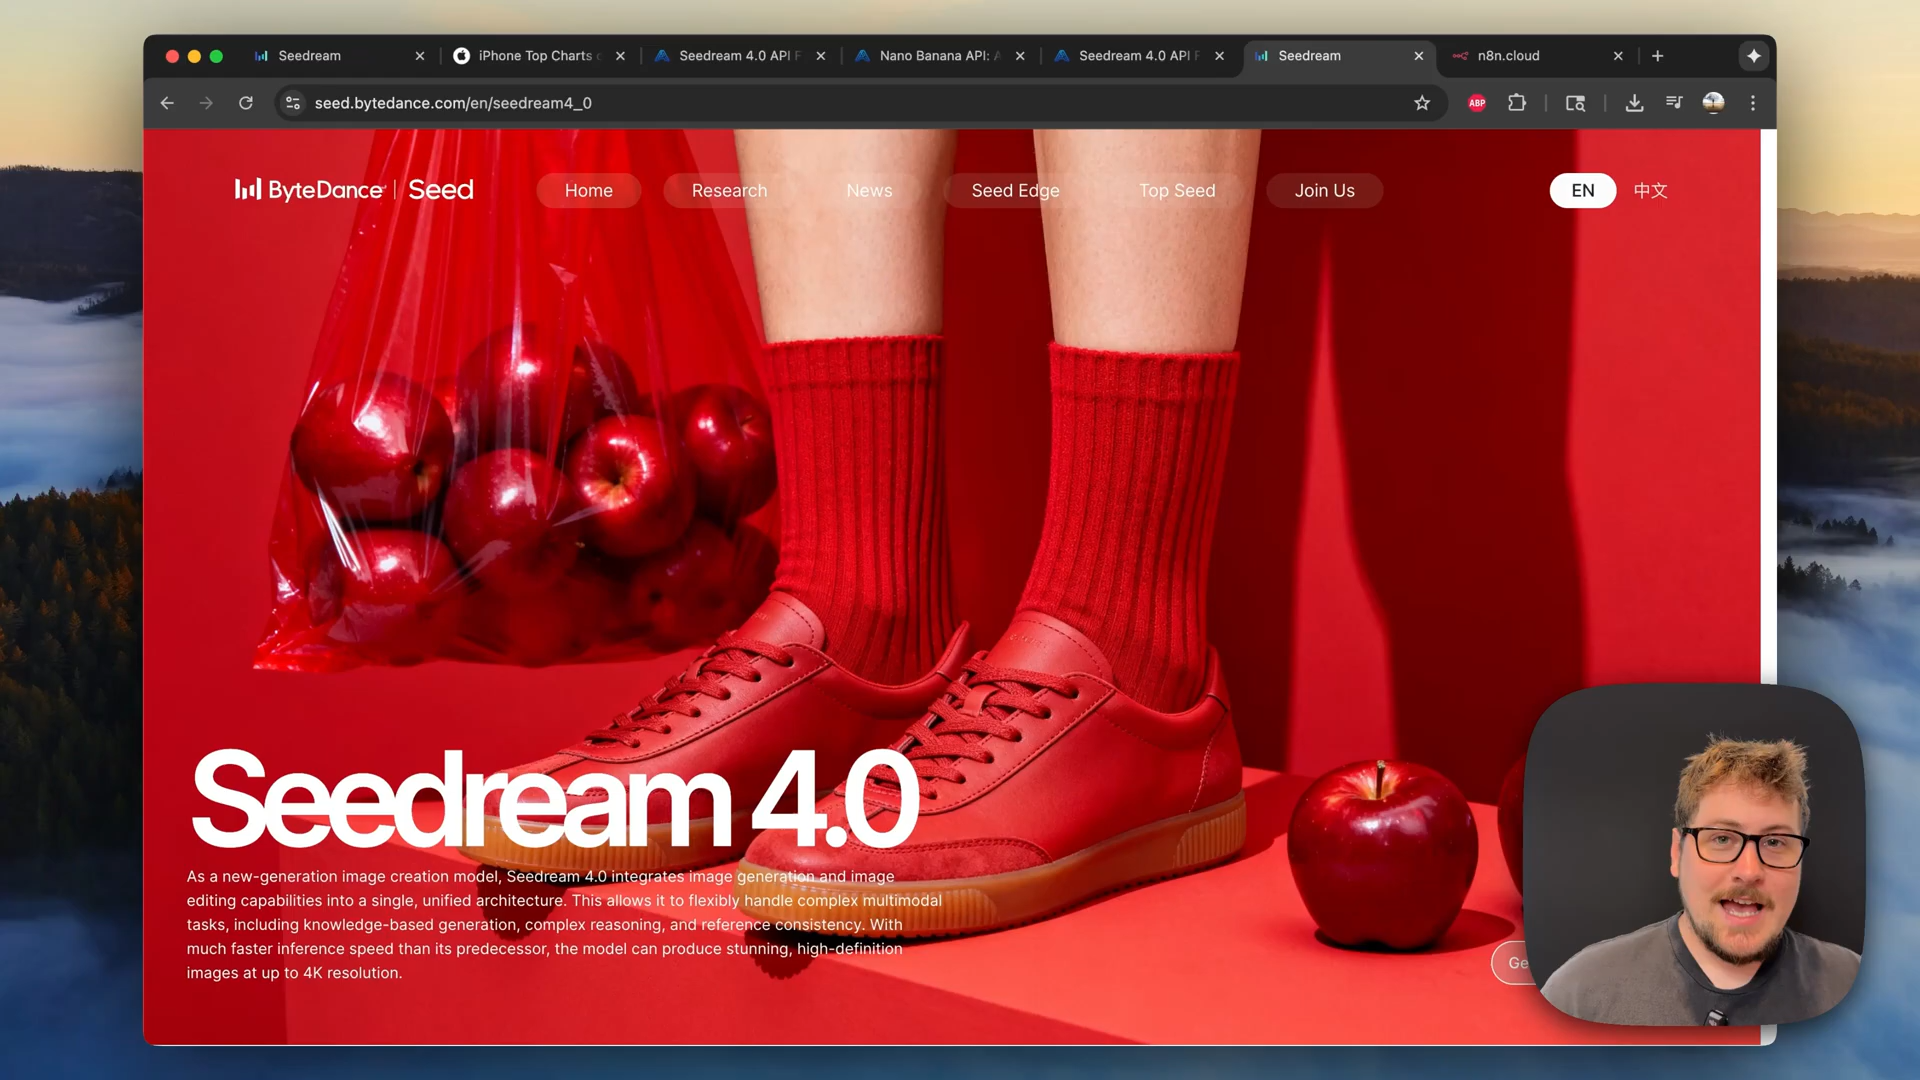 Seedream
iPhone Top Charts
Seedream 4.0 API F
Nano Banana API: A
Seedream 4.0 API F
Seedream
n8n.cloud
seed.bytedance.com/en/seedream4_0
ABP
ByteDance | Seed
Home
Research
News
Seed Edge
Top Seed
Join Us
EN
中文
Seedream 4.0
As a new-generation image creation model, Seedream 4.0 integrates image generation and image
editing capabilities into a single, unified architecture. This allows it to flexibly handle complex multimodal
tasks, including knowledge-based generation, complex reasoning, and reference consistency. With
much faster inference speed than its predecessor, the model can produce stunning, high-definition
images at up to 4K resolution.
Ge